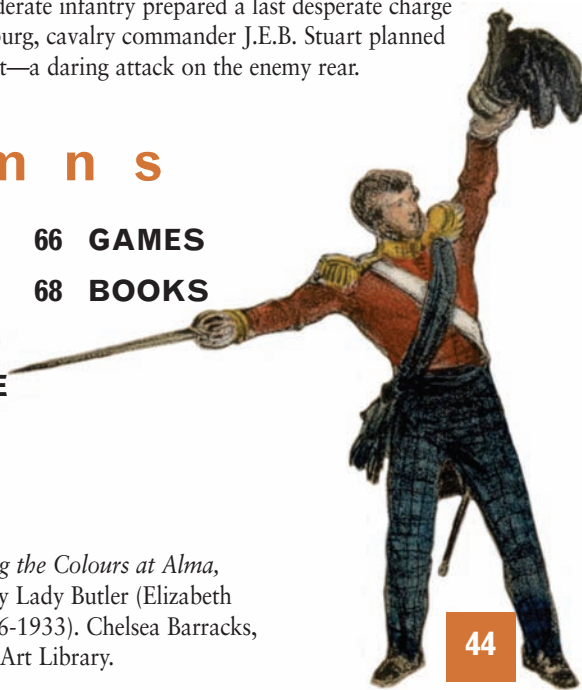 derate infantry prepared a last desperate charge
burg, cavalry commander J.E.B. Stuart planned
t—a daring attack on the enemy rear.
m n s
66 GAMES
68 BOOKS
E
g the Colours at Alma,
y Lady Butler (Elizabeth
6-1933). Chelsea Barracks,
Art Library.
44